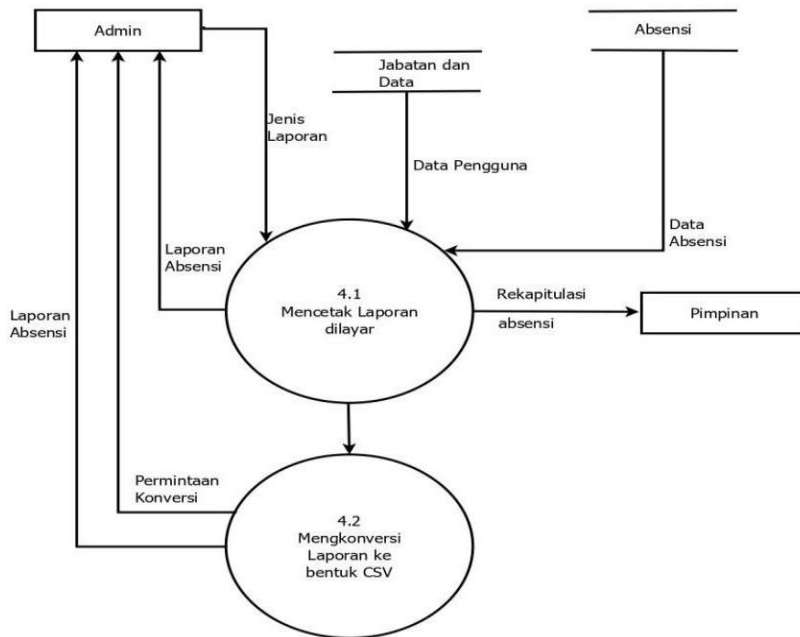 Admin
Absensi
Jabatan dan
Data
Jenis
Laporan
Data Pengguna
Data
Absensi
Laporan
Absensi
Laporan
Absensi
4.1
Mencetak Laporan
dilayar
Rekapitulasi
absensi
Pimpinan
Permintaan
Konversi
4.2
Mengkonversi
Laporan ke
bentuk CSV